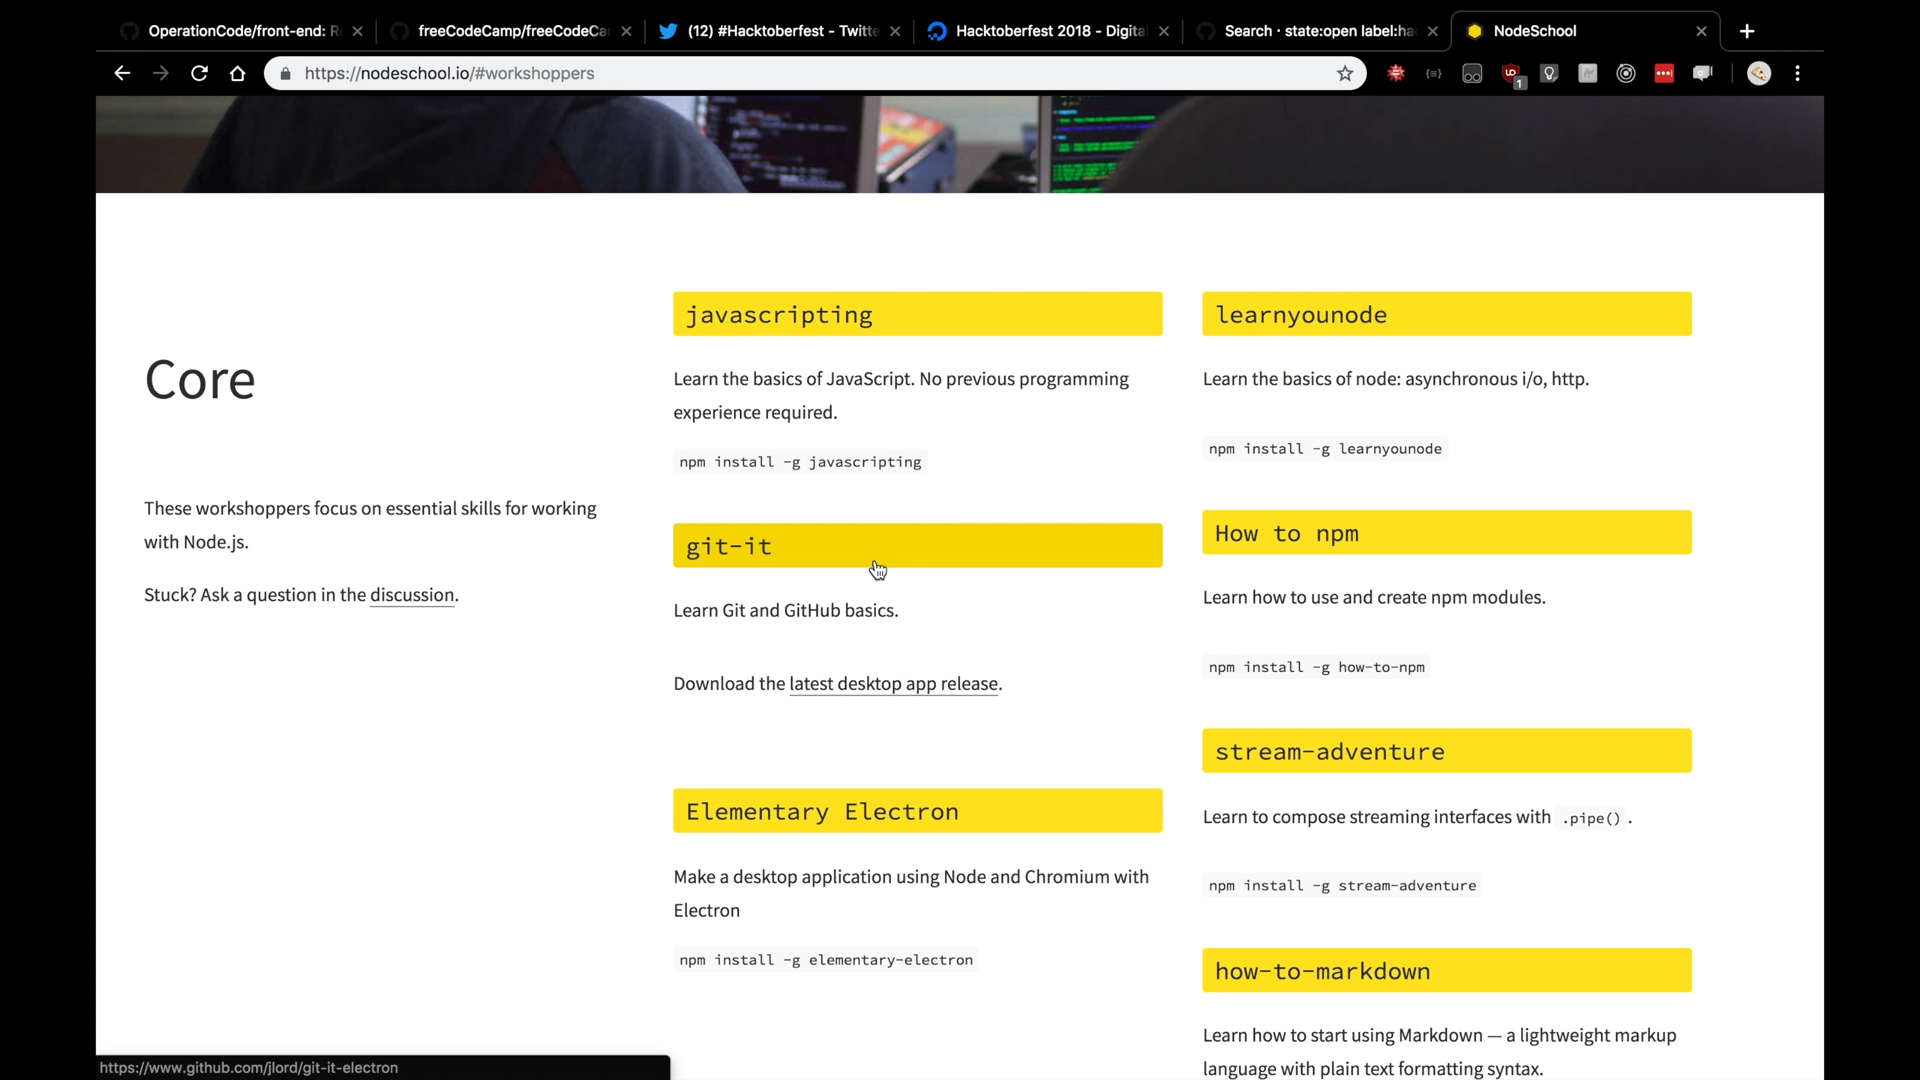 OperationCode/front-end: R
freeCodeCamp/freeCodeCa
(12) #Hacktoberfest - Twitte
Hacktoberfest 2018 - Digita
Search · state:open label:ha
NodeSchool
https://nodeschool.io/#workshoppers
1
Core
These workshoppers focus on essential skills for working
with Node.js.
Stuck? Ask a question in the discussion.
javascripting
Learn the basics of JavaScript. No previous programming
experience required.
npm install -g javascripting
git-it
Learn Git and GitHub basics.
Download the latest desktop app release.
Elementary Electron
Make a desktop application using Node and Chromium with
Electron
npm install -g elementary-electron
learnyounode
Learn the basics of node: asynchronous i/o, http.
npm install -g learnyounode
How to npm
Learn how to use and create npm modules.
npm install -g how-to-npm
stream-adventure
Learn to compose streaming interfaces with .pipe() .
npm install -g stream-adventure
how-to-markdown
Learn how to start using Markdown — a lightweight markup
language with plain text formatting syntax.
https://www.github.com/jlord/git-it-electron